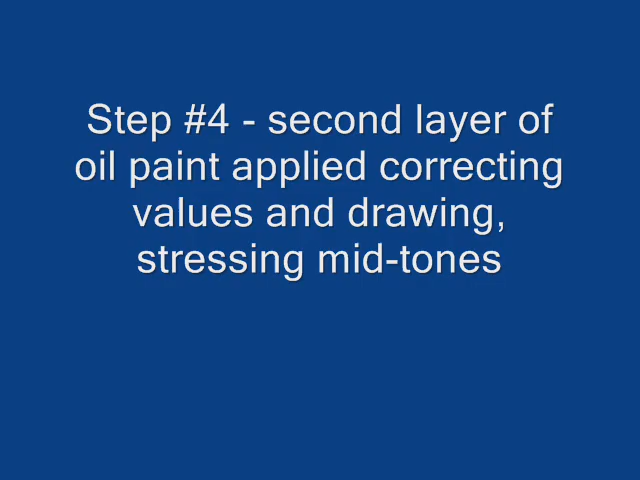 Step #4 - second layer of
oil paint applied correcting
values and drawing,
stressing mid-tones